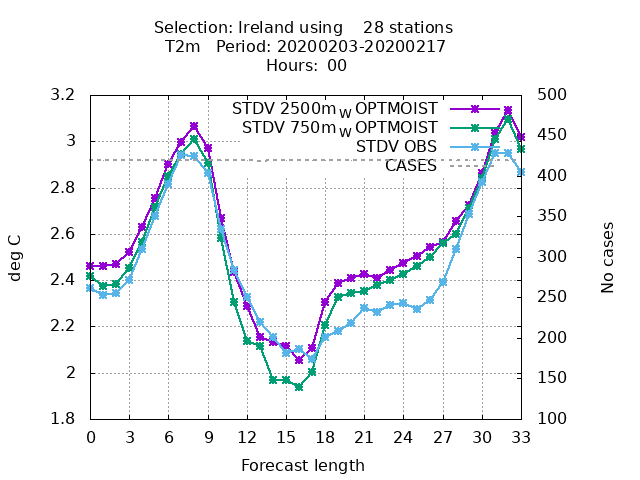 Selection: Ireland using 28 stations
T2m Period: 20200203-20200217
Hours: 00
STDV 2500m_W OPTMOIST
STDV 750m_W OPTMOIST
STDV OBS
CASES
3.2
3
2.8
2.6
2.4
2.2
2
1.8
500
450
400
350
300
250
200
150
100
deg C
No cases
0 3 6 9 12 15 18 21 24 27 30 33
Forecast length